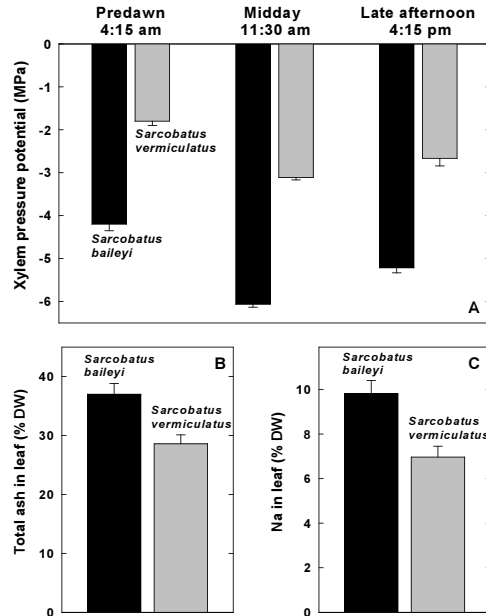 Predawn
4:15 am
Midday
11:30 am
Late afternoon
4:15 pm
Xylem pressure potential (MPa)
0
-1
-2
-3
-4
-5
-6
Sarcobatus
vermiculatus
Sarcobatus
baileyi
A
Total ash in leaf (% DW)
40
30
20
10
0
Sarcobatus
baileyi
B
Sarcobatus
vermiculatus
Na in leaf (% DW)
10
8
6
4
2
0
Sarcobatus
baileyi
C
Sarcobatus
vermiculatus